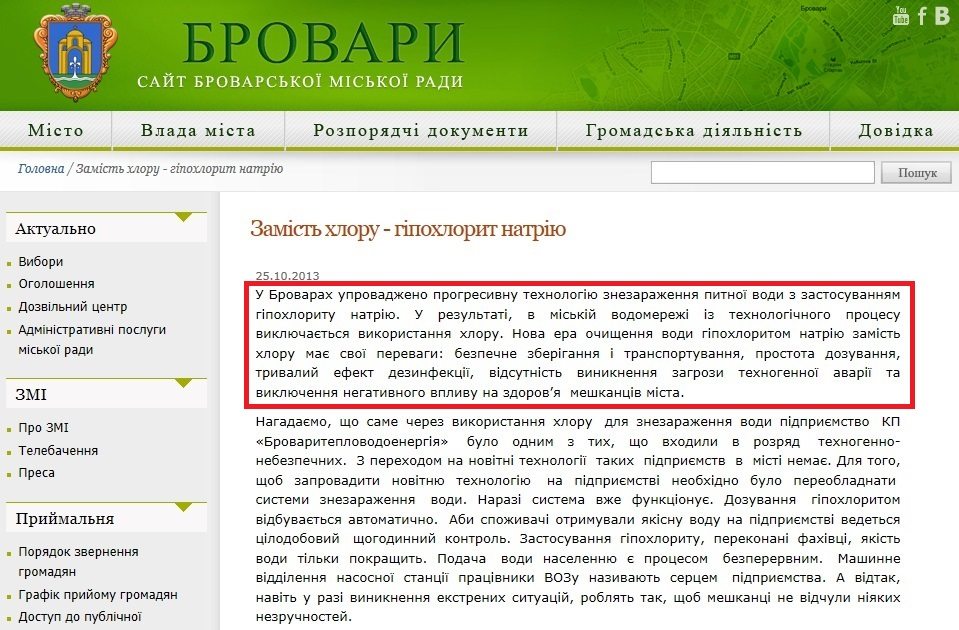 БРОВАРИ
САЙТ БРОВАРСЬКОЇ МІСЬКОЇ РАДИ
You
Tube
f
B
Місто
Влада міста
Розпорядчі документи
Громадська діяльність
Довідка
Головна / Замість хлору - гіпохлорит натрію
Пошук
Актуально
Вибори
Оголошення
Дозвільний центр
Адміністративні послуги
міської ради
ЗМІ
Про ЗМІ
Телебачення
Преса
Приймальня
Порядок звернення
громадян
Графік прийому громадян
Доступ до публічної
Замість хлору - гіпохлорит натрію
25.10.2013
У Броварах упроваджено прогресивну технологію знезараження питної води з застосуванням
гіпохлориту натрію. У результаті, в міській водомережі із технологічного процесу
виключається використання хлору. Нова ера очищення води гіпохлоритом натрію замість
хлору має свої переваги: безпечне зберігання і транспортування, простота дозування,
тривалий ефект дезинфекції, відсутність виникнення загрози техногенної аварії та
виключення негативного впливу на здоров’я мешканців міста.
Нагадаємо, що саме через використання хлору для знезараження води підприємство КП
«Броваритепловодоенергія» було одним з тих, що входили в розряд техногенно-
небезпечних. З переходом на новітні технології таких підприємств в місті немає. Для того,
щоб запровадити новітню технологію на підприємстві необхідно було переобладнати
системи знезараження води. Наразі система вже функціонує. Дозування гіпохлоритом
відбувається автоматично. Аби споживачі отримували якісну воду на підприємстві ведеться
цілодобовий щогодинний контроль. Застосування гіпохлориту, переконані фахівці, якість
води тільки покращить. Подача води населенню є процесом безперервним. Машинне
відділення насосної станції працівники ВОЗу називають серцем підприємства. А відтак,
навіть у разі виникнення екстрених ситуацій, роблять так, щоб мешканці не відчули ніяких
незручностей.